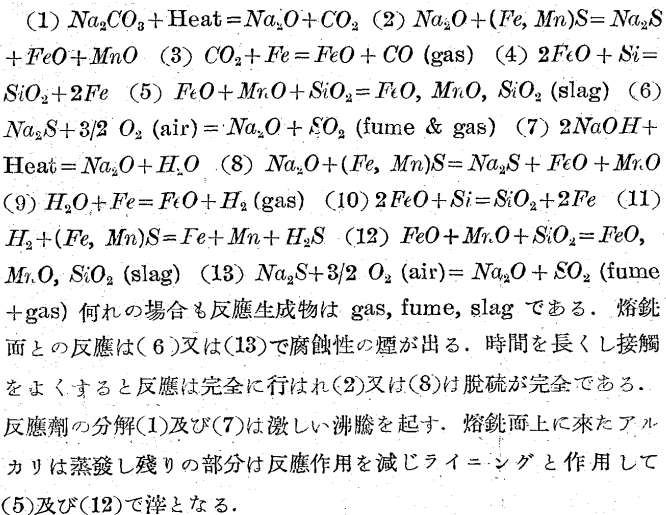 (1) Na₂CO₃+Heat=Na₂O+CO₂ (2) Na₂O+(Fe, Mn)S=Na₂S
+FeO+MnO (3) CO₂+Fe=FeO+CO (gas) (4) 2FeO+Si=
SiO₂+2Fe (5) FeO+MnO+SiO₂=FeO, MnO, SiO₂ (slag) (6)
Na₂S+3/2 O₂ (air)=Na₂O+SO₂ (fume & gas) (7) 2NaOH+
Heat=Na₂O+H₂O (8) Na₂O+(Fe, Mn)S=Na₂S+FeO+MnO
(9) H₂O+Fe=FeO+H₂ (gas) (10) 2FeO+Si=SiO₂+2Fe (11)
H₂+(Fe, Mn)S=Fe+Mn+H₂S (12) FeO+MnO+SiO₂=FeO,
MnO, SiO₂ (slag) (13) Na₂S+3/2 O₂ (air)=Na₂O+SO₂ (fume
+gas) 何れの場合も反應生成物は gas, fume, slag である．熔銑
面との反應は(6)又は(13)で腐蝕性の煙が出る．時間を長くし接觸
をよくすると反應は完全に行はれ(2)又は(8)は脱硫が完全である．
反應劑の分解(1)及び(7)は激しい沸騰を起す．熔銑面上に來たアル
カリは蒸發し殘りの部分は反應作用を減じライニングと作用して
(5)及び(12)で滓となる．